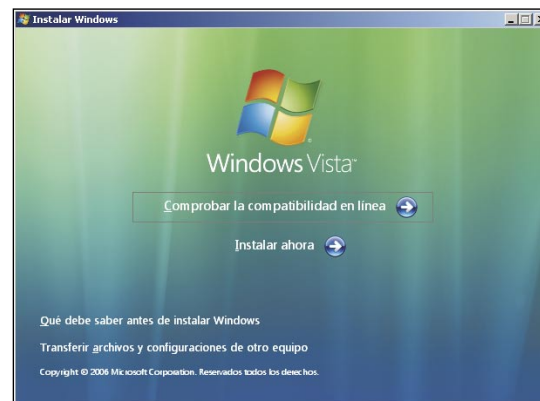 Instalar Windows
Windows Vista™
Comprobar la compatibilidad en línea
Instalar ahora
Qué debe saber antes de instalar Windows
Transferir archivos y configuraciones de otro equipo
Copyright © 2006 Microsoft Corporation. Reservados todos los derechos.